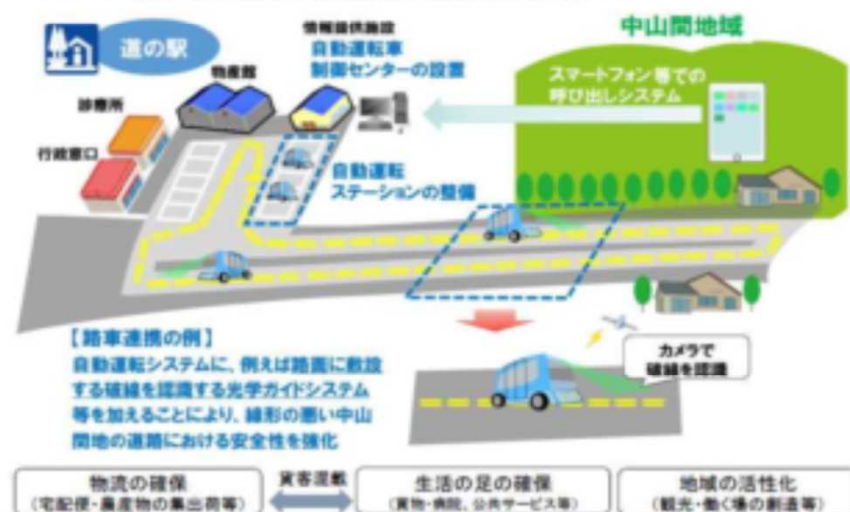 中山間地域
道の駅
情報提供施設
自動運転車
制御センターの設置
物産館
スマートフォン等での
呼び出しシステム
診療所
行政窓口
自動運転
ステーションの整備
【路車連携の例】
自動運転システムに、例えば路面に敷設
する破線を認識する光学ガイドシステム
等を加えることにより、線形の悪い中山
間地の道路における安全性を強化
カメラで
破線を認識
物流の確保
(宅配便・農産物の集出荷等)
貨客混載
生活の足の確保
(買物・病院、公共サービス等)
地域の活性化
(観光・働く場の創造等)